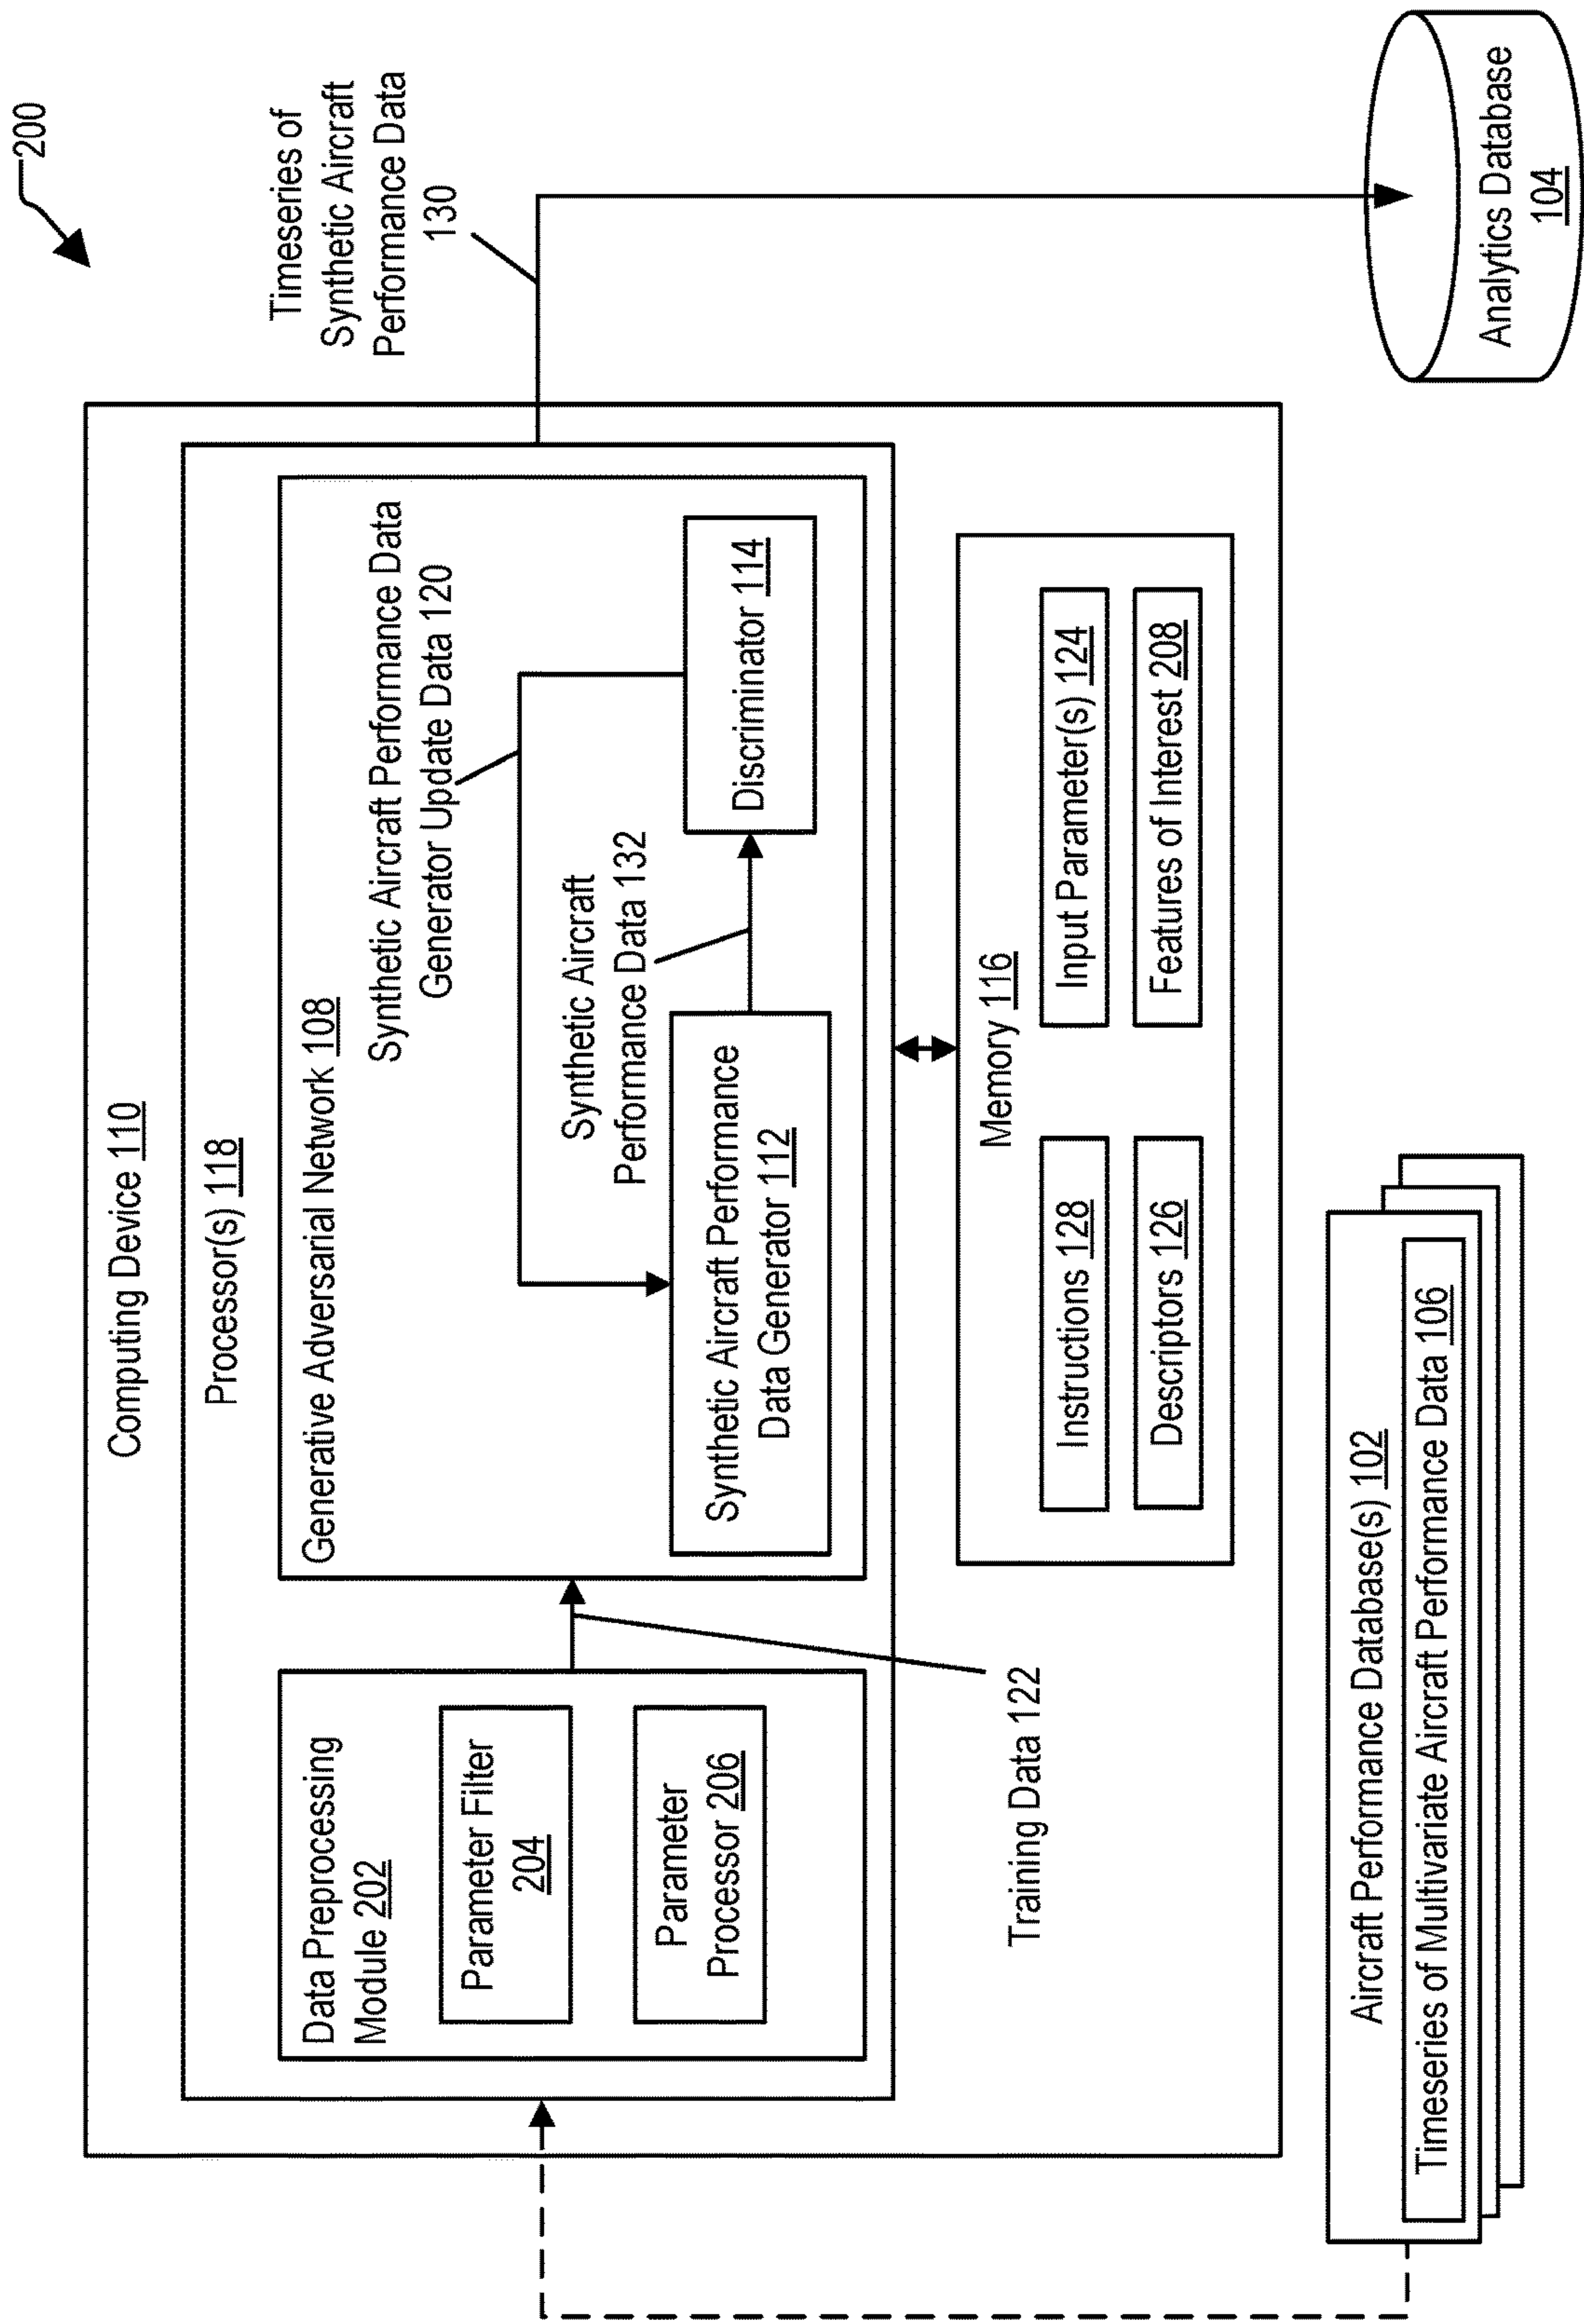 200
Computing Device 110
Processor(s) 118
Data Preprocessing
Module 202
Parameter Filter
204
Parameter
Processor 206
Training Data 122
Generative Adversarial Network 108
Synthetic Aircraft Performance Data
Generator Update Data 120
Synthetic Aircraft
Performance Data 132
Synthetic Aircraft Performance
Data Generator 112
Discriminator 114
Timeseries of
Synthetic Aircraft
Performance Data
130
Memory 116
Instructions 128
Input Parameter(s) 124
Descriptors 126
Features of Interest 208
Aircraft Performance Database(s) 102
Timeseries of Multivariate Aircraft Performance Data 106
Analytics Database
104